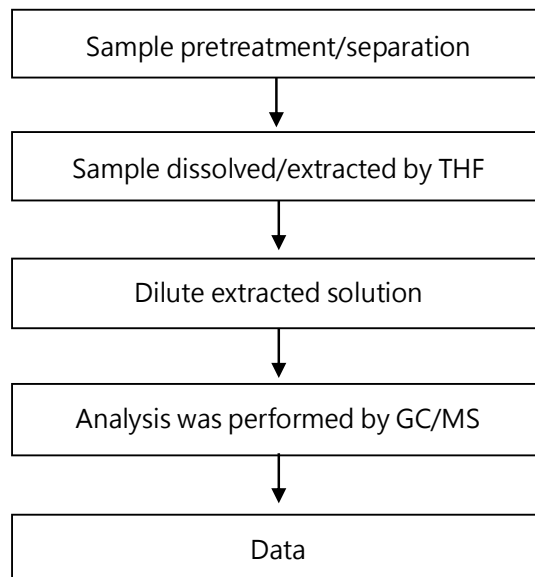 Sample pretreatment/separation
Sample dissolved/extracted by THF
Dilute extracted solution
Analysis was performed by GC/MS
Data